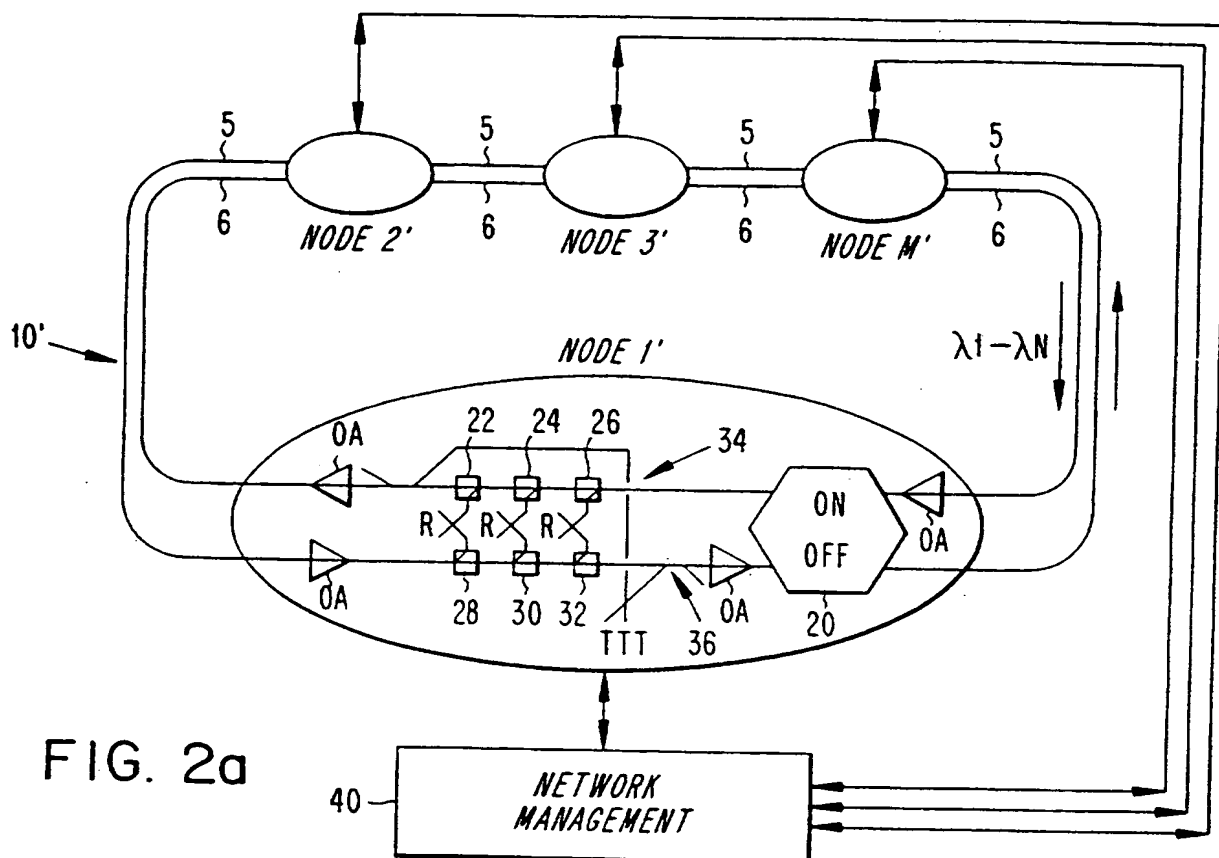 5 5 5 5
6 6 6 6
NODE 2' NODE 3' NODE M'
10'
NODE 1'
λ1-λN
OA 22 24 26 34
R R R
ON
OFF
OA
OA 28 30 32 TTT 36 OA 20
FIG. 2a
40
NETWORK
MANAGEMENT